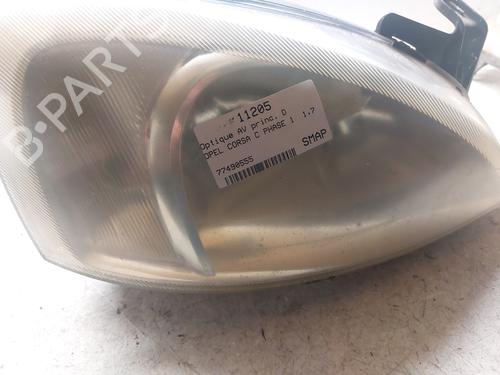 B-PARTS
11205
Optique AV princ. D
OPEL CORSA C PHASE 1 1.7
77490555
SMAP